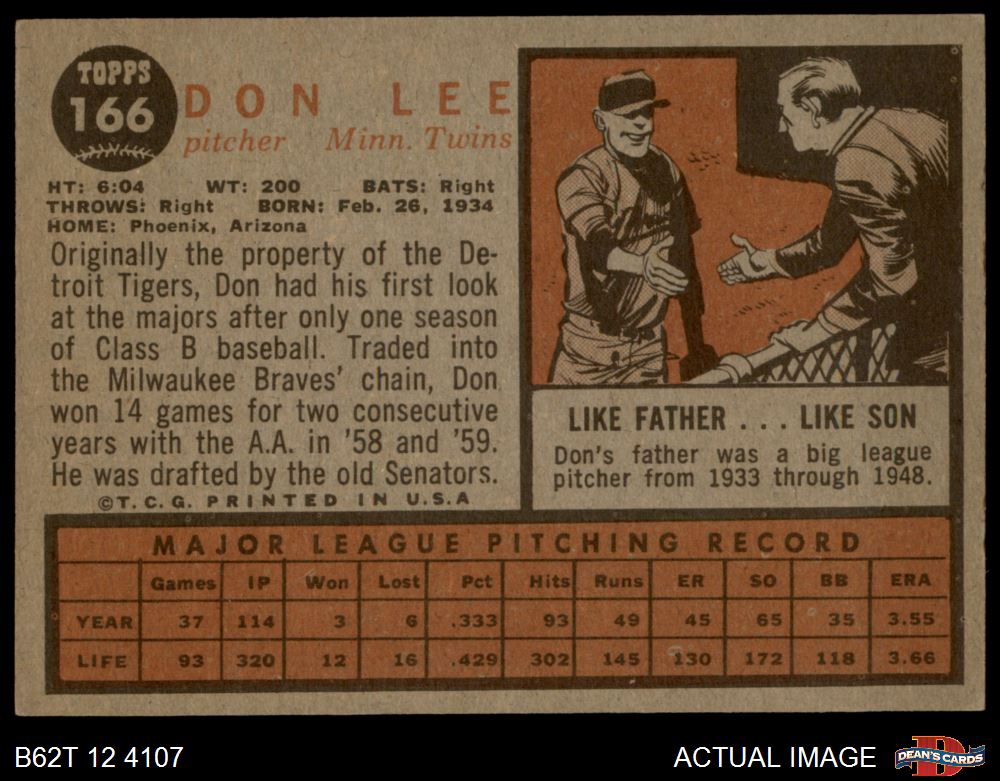 TOPPS
166
DON LEE
pitcher Minn. Twins
HT: 6:04 WT: 200 BATS: Right
THROWS: Right BORN: Feb. 26, 1934
HOME: Phoenix, Arizona
Originally the property of the De-
troit Tigers, Don had his first look
at the majors after only one season
of Class B baseball. Traded into
the Milwaukee Braves' chain, Don
won 14 games for two consecutive
years with the A.A. in '58 and '59.
He was drafted by the old Senators.
©T.C.G. PRINTED IN U.S.A
LIKE FATHER . . . LIKE SON
Don's father was a big league
pitcher from 1933 through 1948.
MAJOR LEAGUE PITCHING RECORD
Games IP Won Lost Pct Hits Runs ER SO BB ERA
YEAR 37 114 3 6 .333 93 49 45 65 35 3.55
LIFE 93 320 12 16 .429 302 145 130 172 118 3.66
B62T 12 4107
ACTUAL IMAGE
D
DEAN'S CARDS